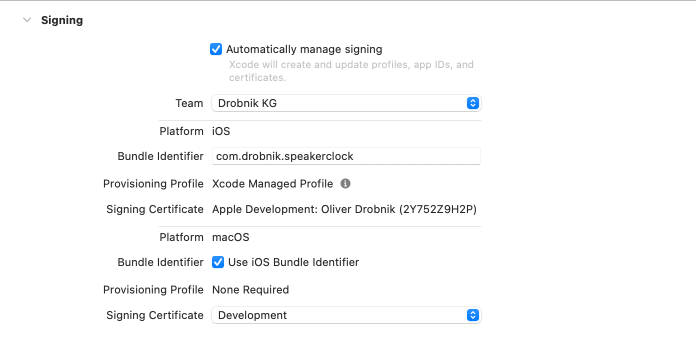 Signing
Automatically manage signing
Xcode will create and update profiles, app IDs, and
certificates.
Team Drobnik KG
Platform iOS
Bundle Identifier com.drobnik.speakerclock
Provisioning Profile Xcode Managed Profile
Signing Certificate Apple Development: Oliver Drobnik (2Y752Z9H2P)
Platform macOS
Bundle Identifier Use iOS Bundle Identifier
Provisioning Profile None Required
Signing Certificate Development